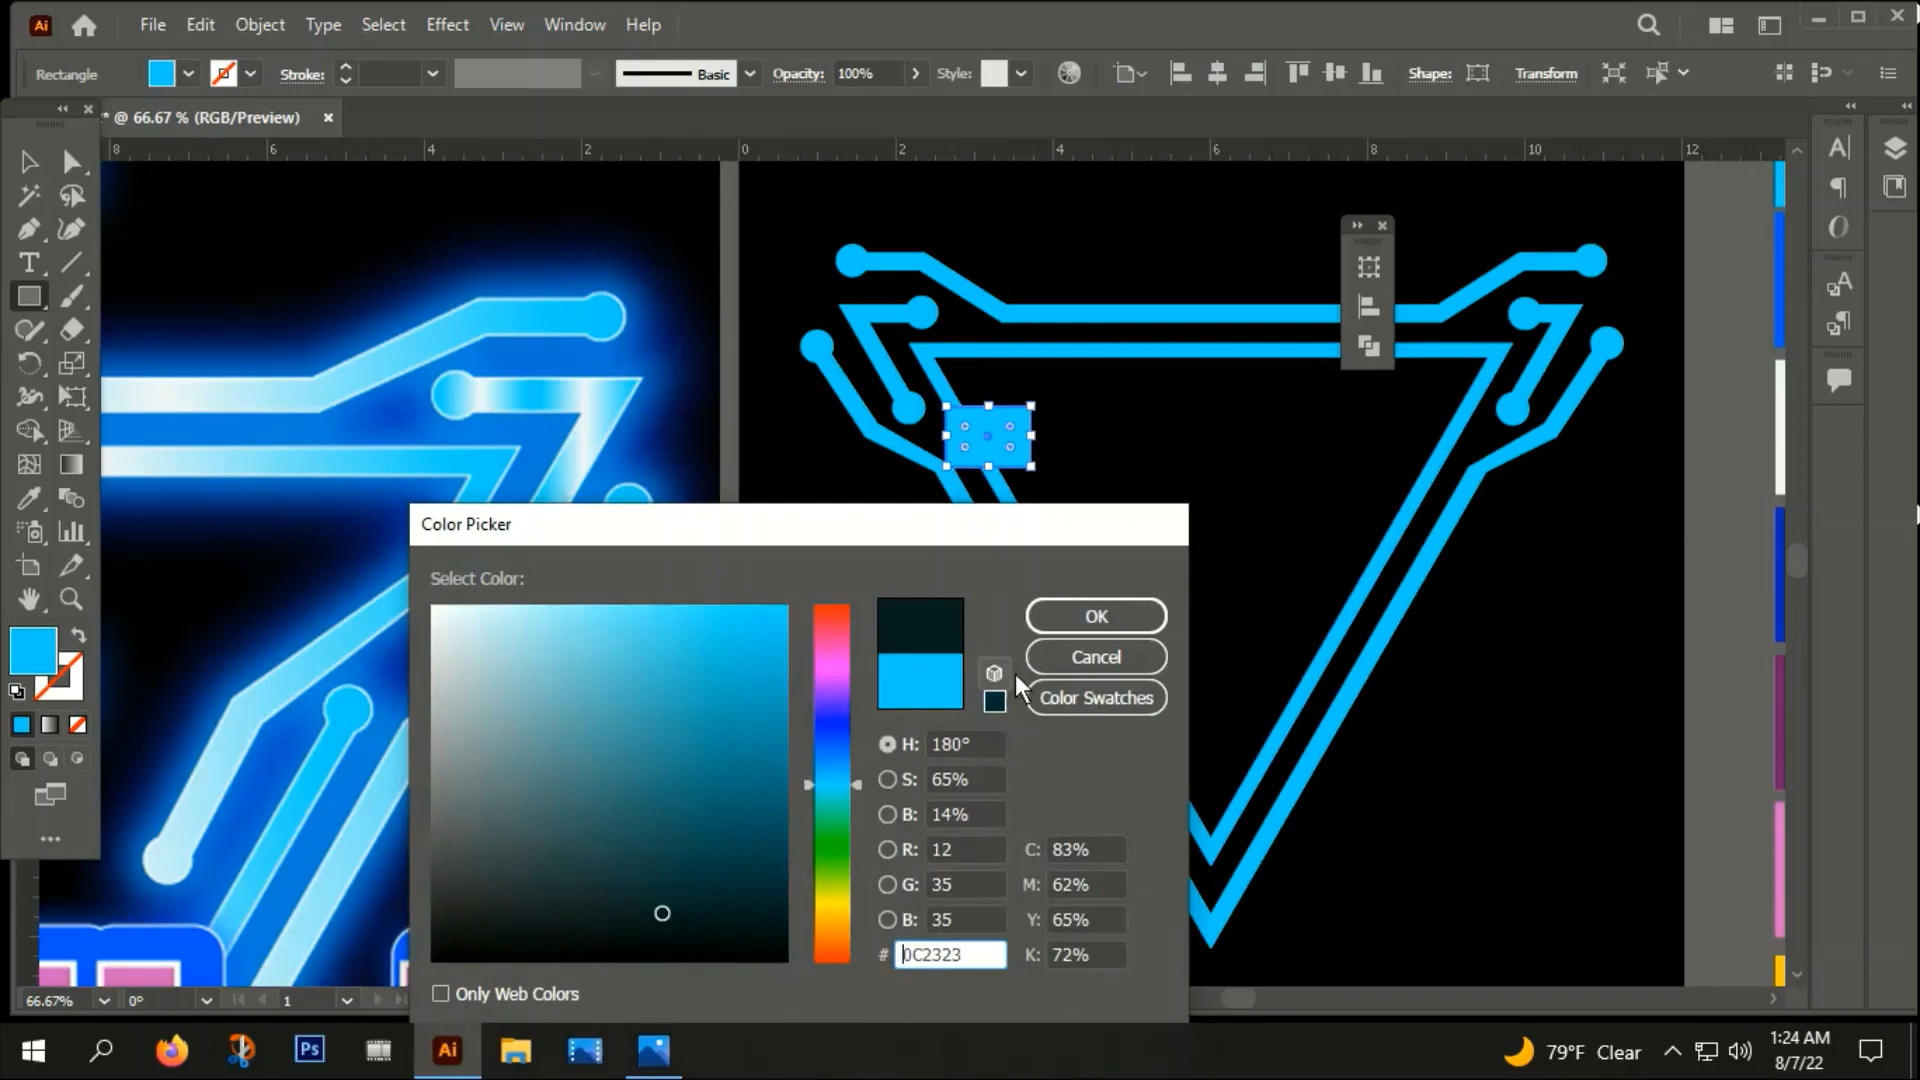 Ai File Edit Object Type Select Effect View Window Help
Rectangle Stroke: Basic Opacity: 100% Style: Shape: Transform
* @ 66.67 % (RGB/Preview)
8 6 4 2 0 2 4 6 8 10 12
Color Picker
Select Color:
OK
Cancel
Color Swatches
H: 180°
S: 65%
B: 14%
R: 12 C: 83%
G: 35 M: 62%
B: 35 Y: 65%
# 0C2323 K: 72%
Only Web Colors
66.67% 0° 1
Ps Ai 79°F Clear 1:24 AM
8/7/22